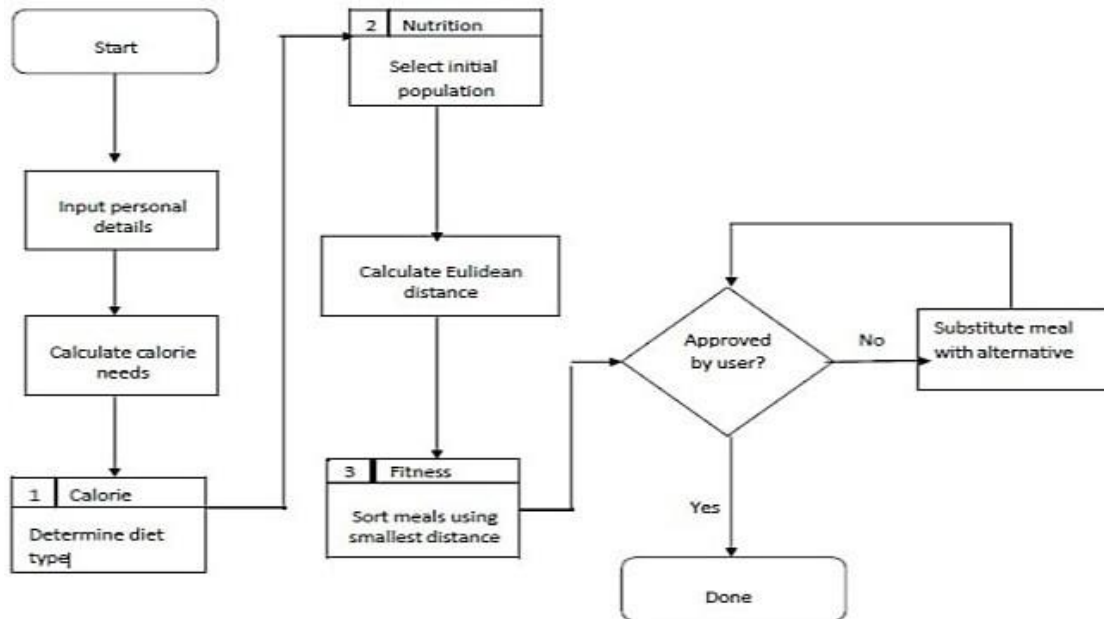 Start
Input personal
details
Calculate calorie
needs
1 Calorie
Determine diet
type
2 Nutrition
Select initial
population
Calculate Eulidean
distance
3 Fitness
Sort meals using
smallest distance
Approved
by user?
No
Substitute meal
with alternative
Yes
Done